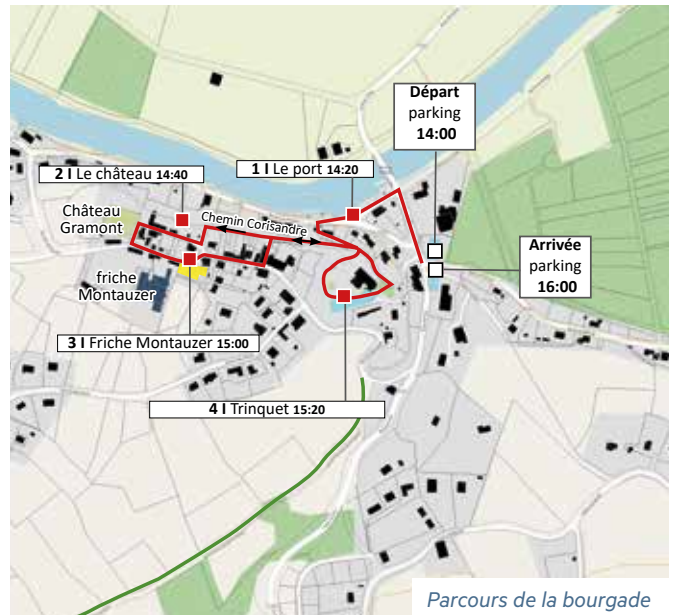 Départ
parking
14:00
1 I Le port 14:20
2 I Le château 14:40
Château
Gramont
Chemin Corisandre
Arrivée
parking
16:00
friche
Montauzer
3 I Friche Montauzer 15:00
4 I Trinquet 15:20
Parcours de la bourgade